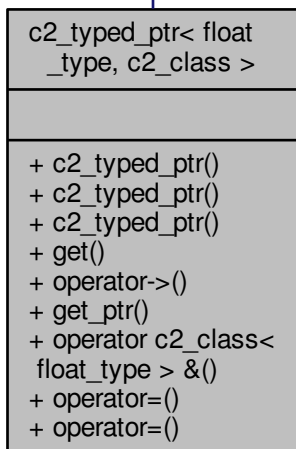 c2_typed_ptr< float
_type, c2_class >
+ c2_typed_ptr()
+ c2_typed_ptr()
+ c2_typed_ptr()
+ get()
+ operator->()
+ get_ptr()
+ operator c2_class<
float_type > &()
+ operator=()
+ operator=()